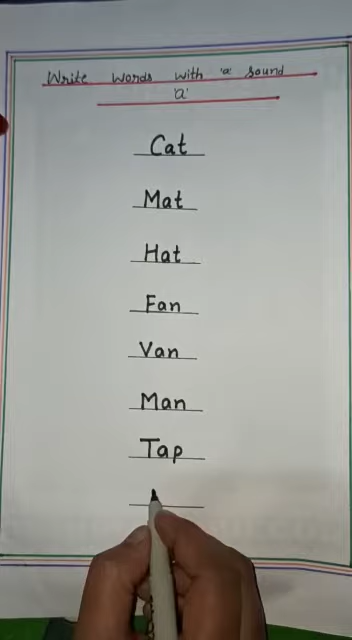 Write words with 'a' sound
'a'
Cat
Mat
Hat
Fan
Van
Man
Tap